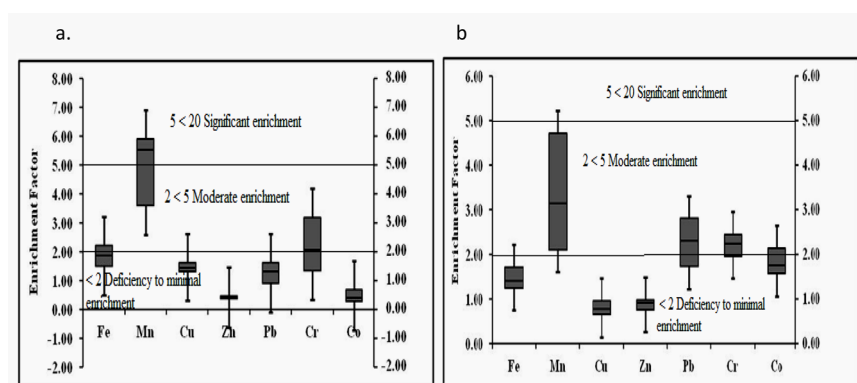 a.
8.00
7.00
6.00
5.00
4.00
3.00
2.00
1.00
0.00
-1.00
-2.00
Enrichment Factor
5 < 20 Significant enrichment
2 < 5 Moderate enrichment
< 2 Deficiency to minimal
enrichment
Fe Mn Cu Zn Pb Cr Co
8.00
7.00
6.00
5.00
4.00
3.00
2.00
1.00
0.00
-1.00
-2.00
b
6.00
5.00
4.00
3.00
2.00
1.00
0.00
Enrichment Factor
5 < 20 Significant enrichment
2 < 5 Moderate enrichment
< 2 Deficiency to minimal
enrichment
Fe Mn Cu Zn Pb Cr Co
6.00
5.00
4.00
3.00
2.00
1.00
0.00